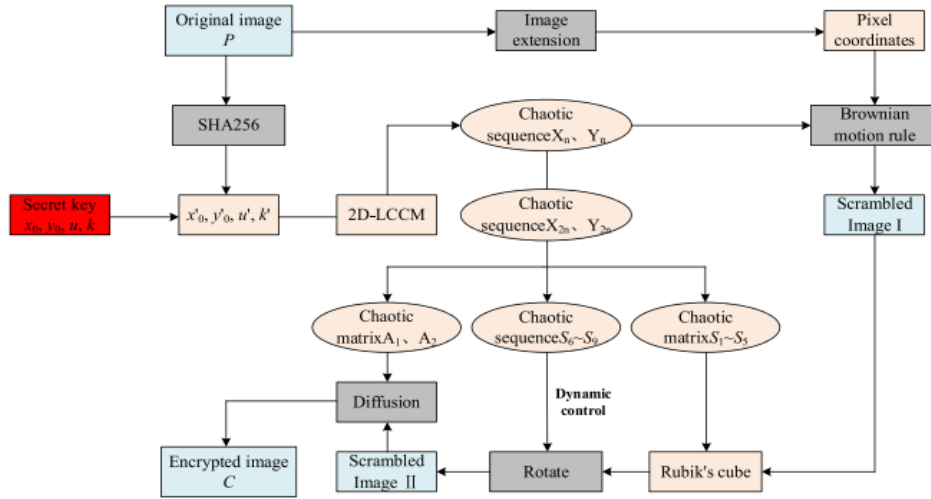 Original image
P
Image
extension
Pixel
coordinates
SHA256
Chaotic
sequenceXₙ、Yₙ
Brownian
motion rule
Secret key
x₀, y₀, u, k
x'₀, y'₀, u', k'
2D-LCCM
Chaotic
sequenceX₂ₙ、Y₂ₙ
Scrambled
Image I
Chaotic
matrixA₁、A₂
Chaotic
sequenceS₆~S₉
Chaotic
matrixS₁~S₅
Diffusion
Dynamic
control
Encrypted image
C
Scrambled
Image Ⅱ
Rotate
Rubik's cube